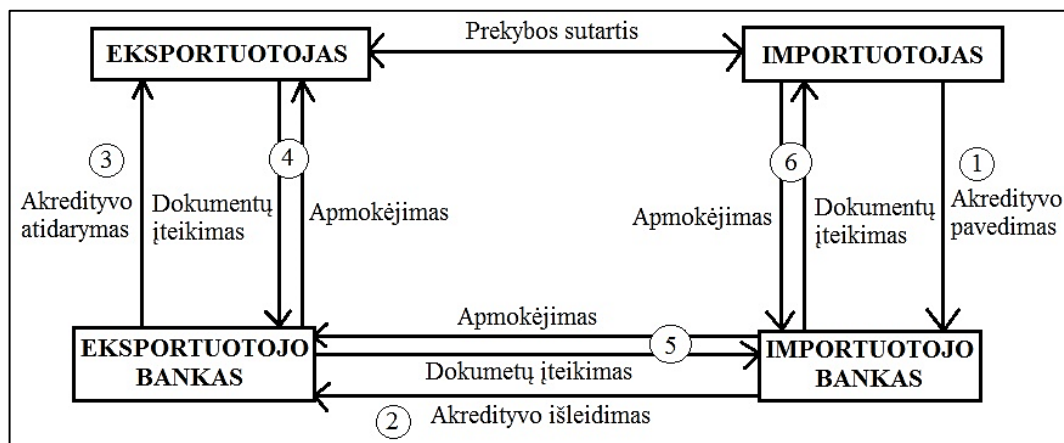 Prekybos sutartis
EKSPORTUOTOJAS
IMPORTUOTOJAS
3
4
6
1
Akredityvo
atidarymas
Dokumentų
įteikimas
Apmokėjimas
Apmokėjimas
Dokumentų
įteikimas
Akredityvo
pavedimas
Apmokėjimas
EKSPORTUOTOJO
BANKAS
5
IMPORTUOTOJO
BANKAS
Dokumetų įteikimas
2
Akredityvo išleidimas